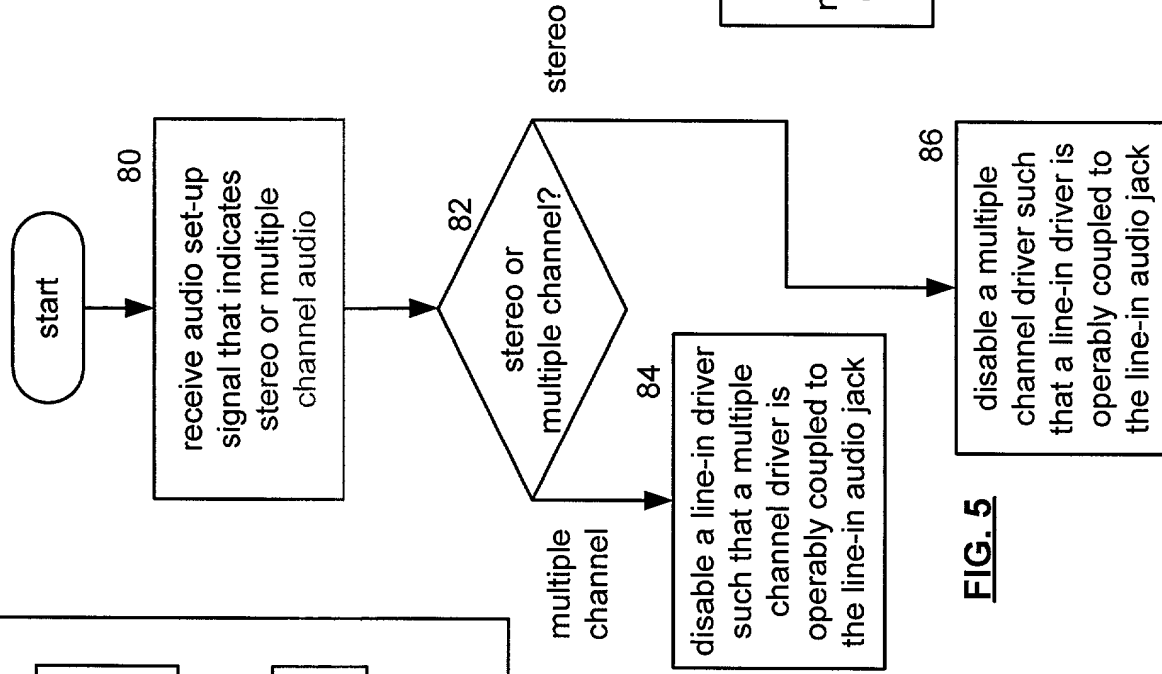 start
80
receive audio set-up
signal that indicates
stereo or multiple
channel audio
82
stereo or
multiple channel?
stereo
multiple
channel
84
disable a line-in driver
such that a multiple
channel driver is
operably coupled to
the line-in audio jack
86
disable a multiple
channel driver such
that a line-in driver is
operably coupled to
the line-in audio jack
FIG. 5